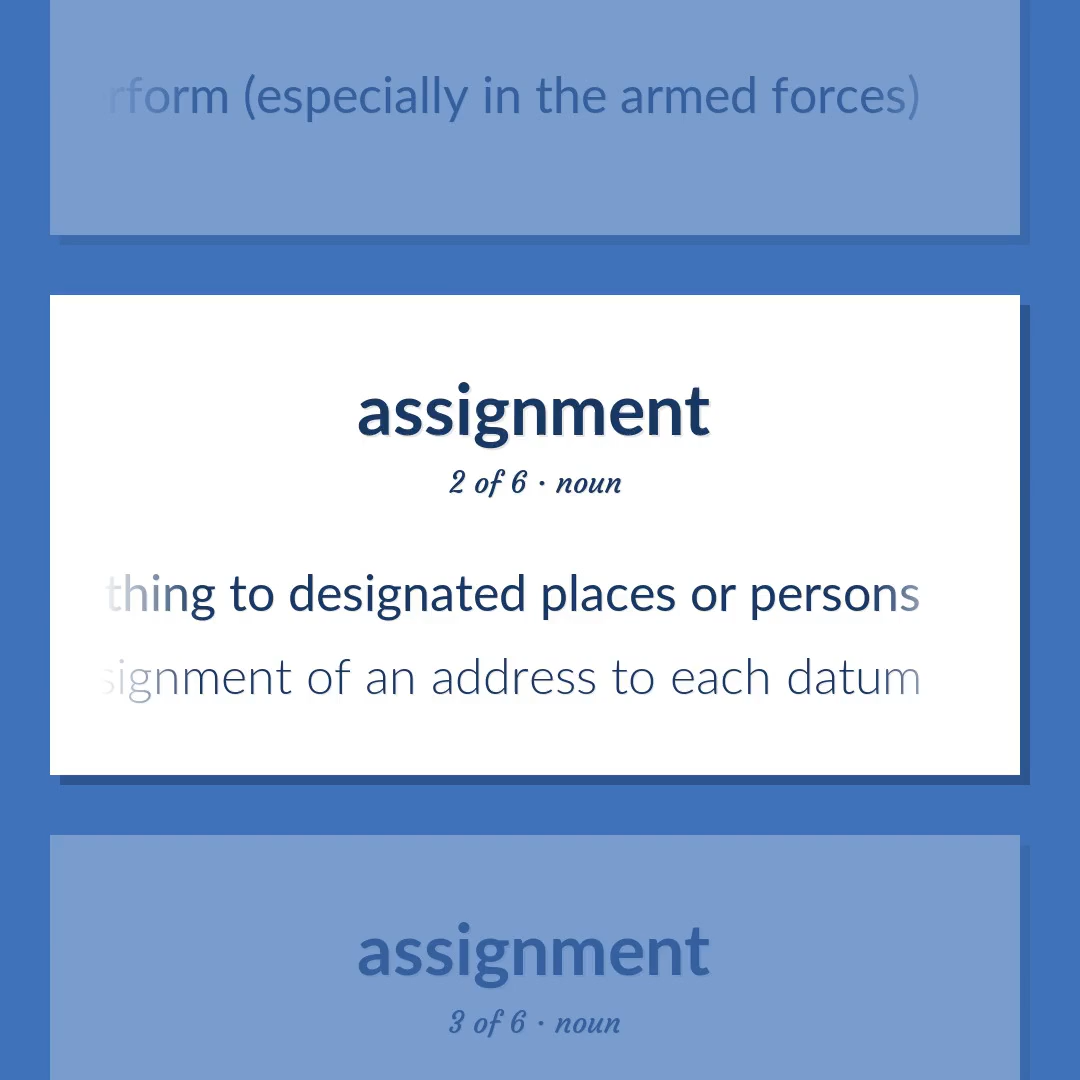 rform (especially in the armed forces)
assignment
2 of 6 · noun
thing to designated places or persons
signment of an address to each datum
assignment
3 of 6 · noun